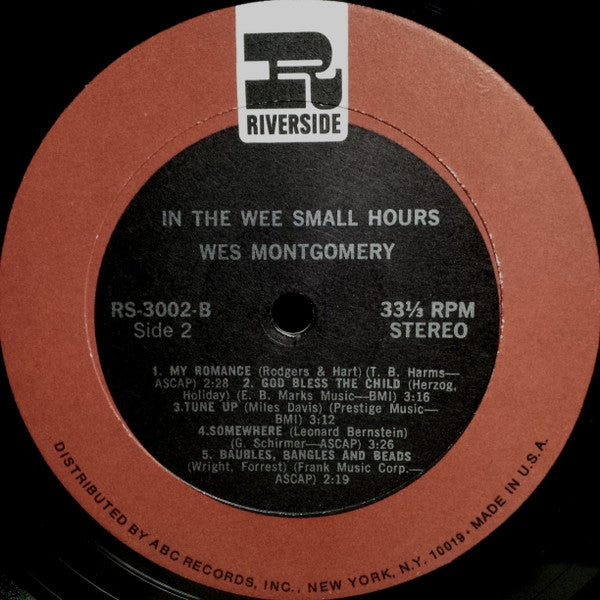 R
RIVERSIDE
IN THE WEE SMALL HOURS
WES MONTGOMERY
RS-3002-B
Side 2
33⅓ RPM
STEREO
1. MY ROMANCE (Rodgers & Hart) (T. B. Harms—
ASCAP) 2:28 2. GOD BLESS THE CHILD (Herzog,
Holiday) (E. B. Marks Music—BMI) 3:16
3.TUNE UP (Miles Davis) (Prestige Music—
BMI) 3:12
4.SOMEWHERE (Leonard Bernstein)
(G. Schirmer—ASCAP) 3:26
5. BAUBLES, BANGLES AND BEADS
(Wright, Forrest) (Frank Music Corp.—
ASCAP) 2:19
DISTRIBUTED BY ABC RECORDS, INC., NEW YORK, N.Y. 10019 • MADE IN U.S.A.